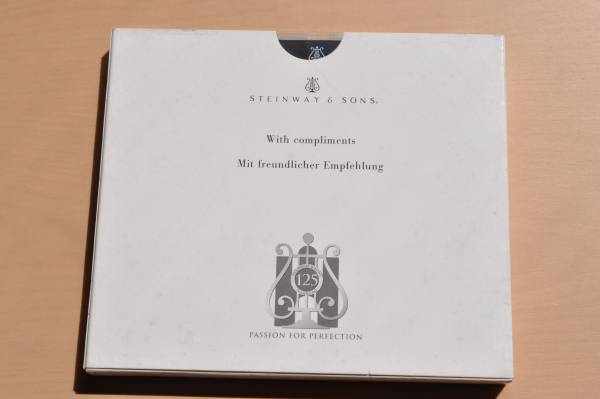 STEINWAY & SONS®
With compliments
Mit freundlicher Empfehlung
125
PASSION FOR PERFECTION